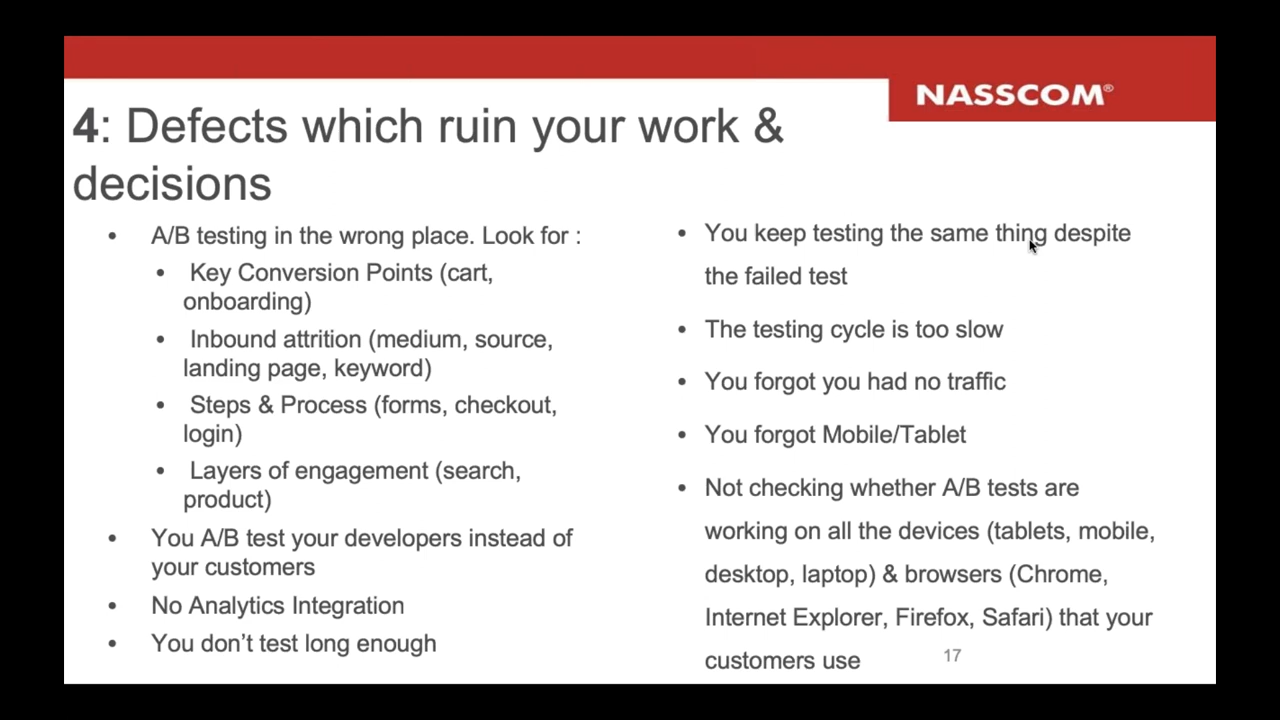 NASSCOM®
4: Defects which ruin your work &
decisions
• A/B testing in the wrong place. Look for :
• Key Conversion Points (cart,
onboarding)
• Inbound attrition (medium, source,
landing page, keyword)
• Steps & Process (forms, checkout,
login)
• Layers of engagement (search,
product)
• You A/B test your developers instead of
your customers
• No Analytics Integration
• You don’t test long enough
• You keep testing the same thing despite
the failed test
• The testing cycle is too slow
• You forgot you had no traffic
• You forgot Mobile/Tablet
• Not checking whether A/B tests are
working on all the devices (tablets, mobile,
desktop, laptop) & browsers (Chrome,
Internet Explorer, Firefox, Safari) that your
customers use
17